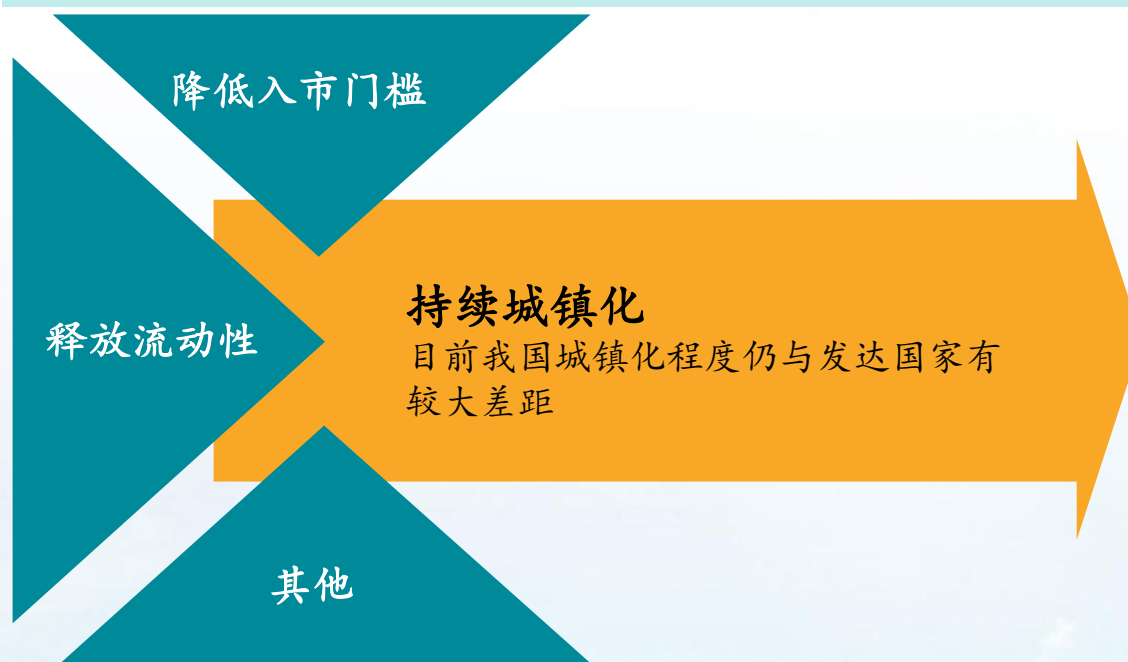 降低入市门槛
释放流动性
持续城镇化
目前我国城镇化程度仍与发达国家有
较大差距
其他